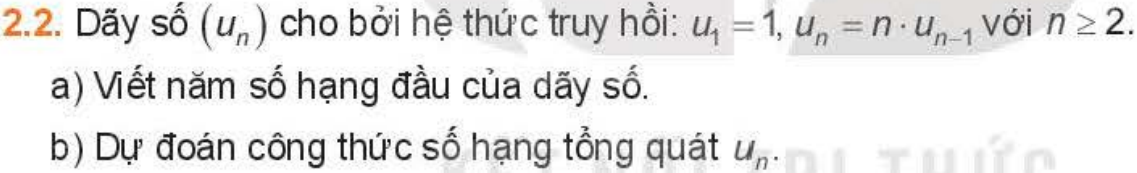 2.2. Dãy số (uₙ) cho bởi hệ thức truy hồi: u₁ = 1, uₙ = n · uₙ₋₁ với n ≥ 2.
a) Viết năm số hạng đầu của dãy số.
b) Dự đoán công thức số hạng tổng quát uₙ.